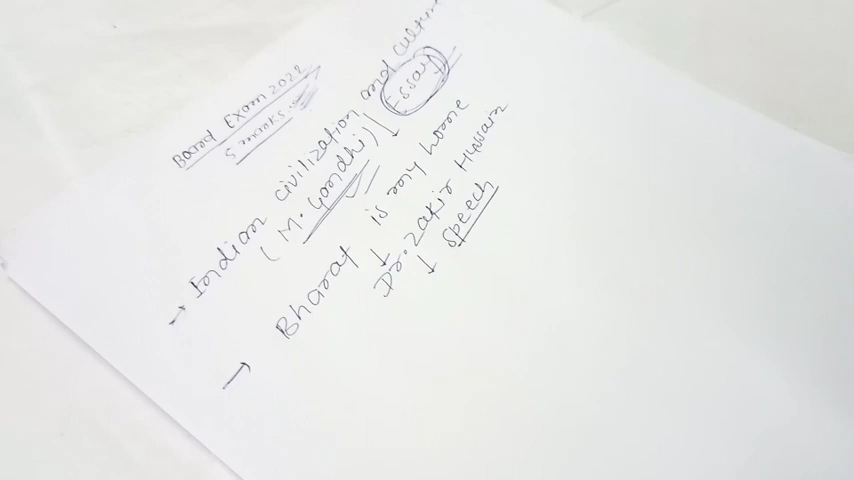 Board Exam 2022
5 marks
→ Indian civilization and culture
(M. Gandhi) ↓ Essay
→ Bharat is my home
↓
Dr. Zakir Hussain
↓ speech